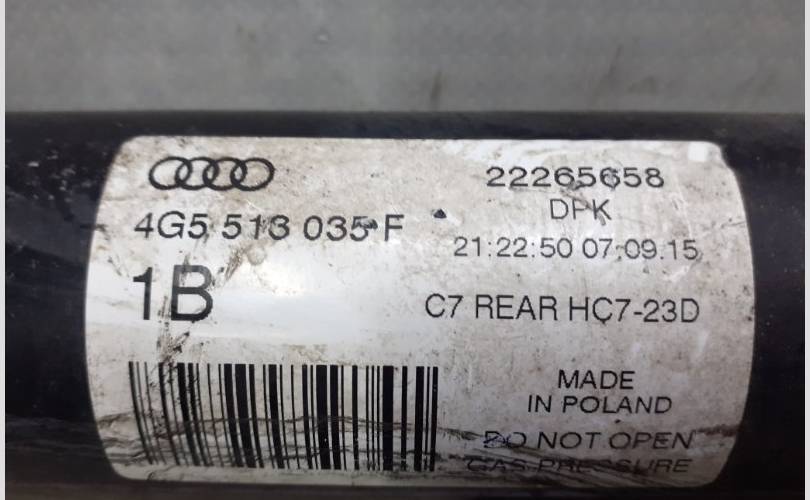 4G5 513 035 F
1B
22265658
DPK
21:22:50 07.09.15
C7 REAR HC7-23D
MADE
IN POLAND
DO NOT OPEN
GAS PRESSURE